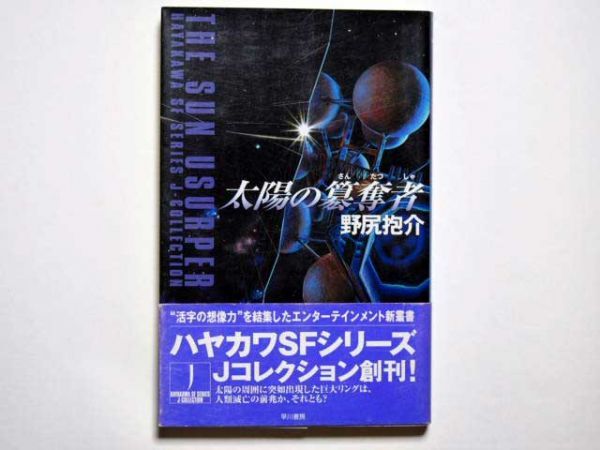 THE SUN USURPER
HAYAKAWA SF SERIES J-COLLECTION
さん だつ しゃ
太陽の簒奪者
野尻抱介
“活字の想像力”を結集したエンターテインメント新叢書
ハヤカワSFシリーズ
Jコレクション創刊!
J
HAYAKAWA SF SERIES
J-COLLECTION
太陽の周囲に突如出現した巨大リングは、
人類滅亡の前兆か、それとも?
早川書房